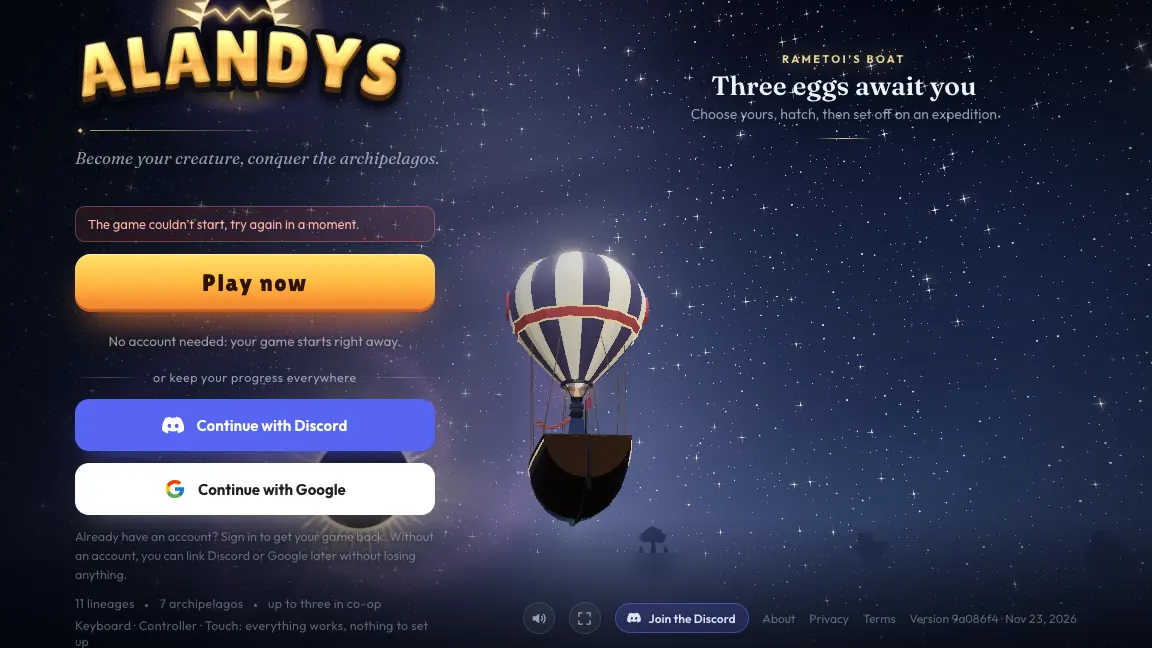 ALANDYS
Become your creature, conquer the archipelagos.
The game couldn't start, try again in a moment.
Play now
No account needed: your game starts right away.
or keep your progress everywhere
Continue with Discord
Continue with Google
Already have an account? Sign in to get your game back. Without
an account, you can link Discord or Google later without losing
anything.
11 lineages • 7 archipelagos • up to three in co-op
Keyboard · Controller · Touch: everything works, nothing to set
up
RAMETOI'S BOAT
Three eggs await you
Choose yours, hatch, then set off on an expedition.
Join the Discord
About
Privacy
Terms
Version 9a086f4 · Nov 23, 2026